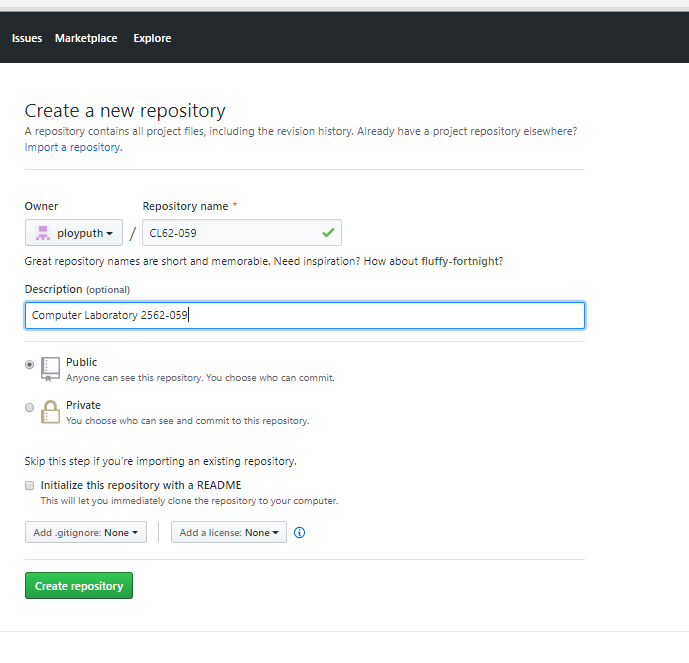 Issues Marketplace Explore
Create a new repository
A repository contains all project files, including the revision history. Already have a project repository elsewhere?
Import a repository.
Owner Repository name *
ployputh / CL62-059
Great repository names are short and memorable. Need inspiration? How about fluffy-fortnight?
Description (optional)
Computer Laboratory 2562-059
Public
Anyone can see this repository. You choose who can commit.
Private
You choose who can see and commit to this repository.
Skip this step if you're importing an existing repository.
Initialize this repository with a README
This will let you immediately clone the repository to your computer.
Add .gitignore: None Add a license: None
Create repository